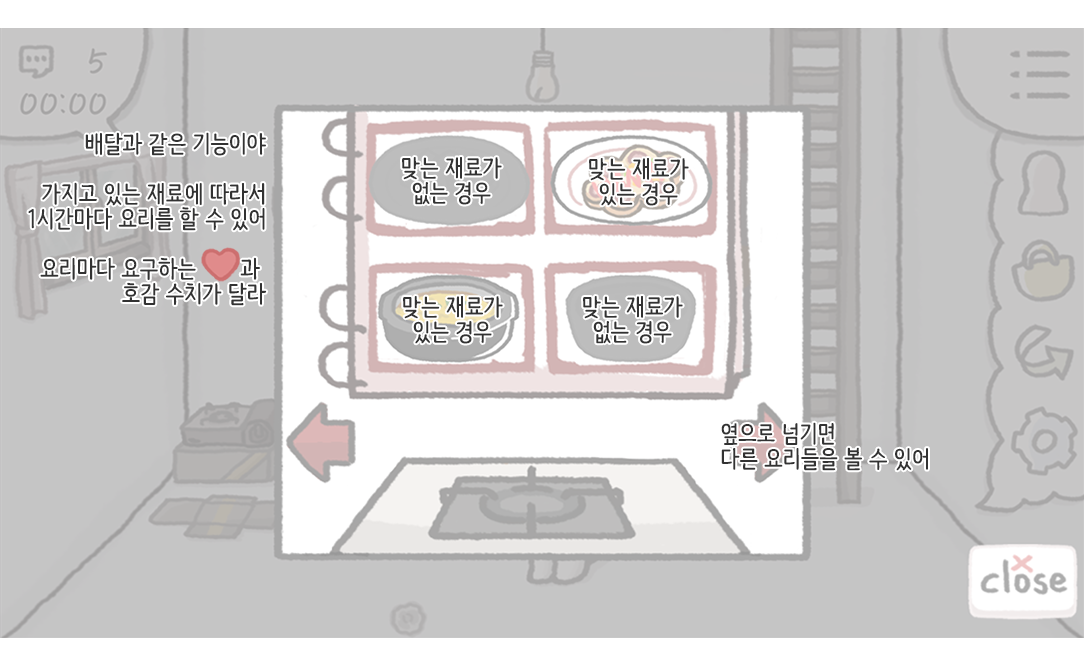 5
00:00
배달과 같은 기능이야
가지고 있는 재료에 따라서
1시간마다 요리를 할 수 있어
요리마다 요구하는 ❤과
호감 수치가 달라
맞는 재료가
없는 경우
맞는 재료가
있는 경우
맞는 재료가
있는 경우
맞는 재료가
없는 경우
옆으로 넘기면
다른 요리들을 볼 수 있어
close